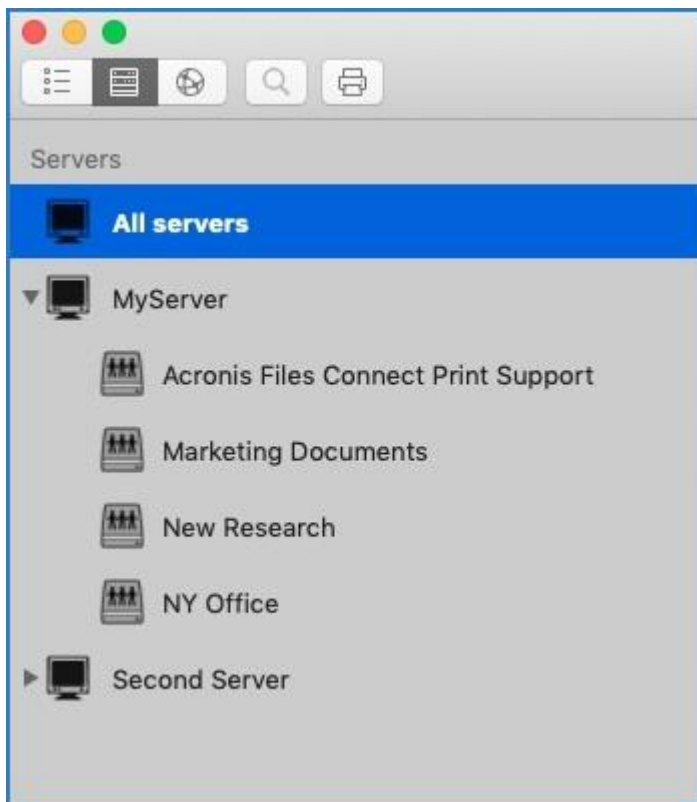 Servers
All servers
MyServer
Acronis Files Connect Print Support
Marketing Documents
New Research
NY Office
Second Server